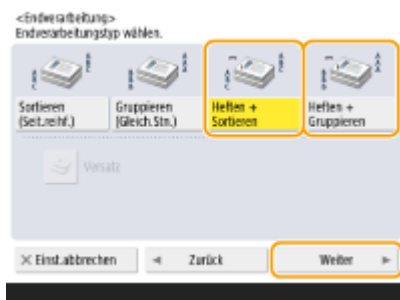 <Endverarbeitung>
Endverarbeitungstyp wählen.
Sortieren
(Seit.reihf.)
Gruppieren
(Gleich.Stn.)
Heften +
Sortieren
Heften +
Gruppieren
Versatz
Einst.abbrechen
Zurück
Weiter